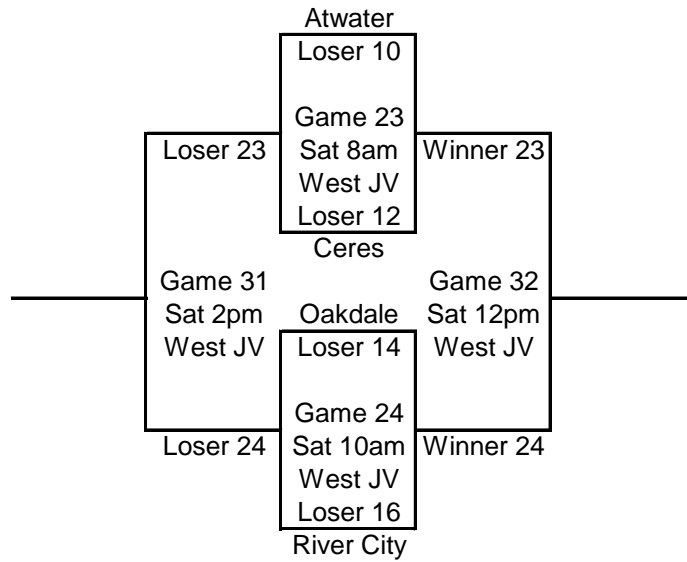 Atwater
Loser 10
Game 23
Loser 23
Sat 8am
Winner 23
West JV
Loser 12
Ceres
Game 31
Game 32
Sat 2pm
Oakdale
Sat 12pm
West JV
Loser 14
West JV
Game 24
Loser 24
Sat 10am
Winner 24
West JV
Loser 16
River City